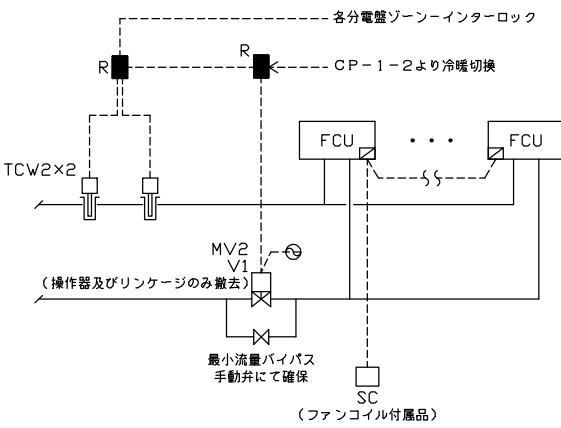 各分電盤ゾーン－インターロック
R
R
CP－1－2より冷暖切換
FCU
・・・
FCU
TCW2×2
MV2
V1
(操作器及びリンケージのみ撤去)
最小流量バイパス
手動弁にて確保
SC
(ファンコイル付属品)